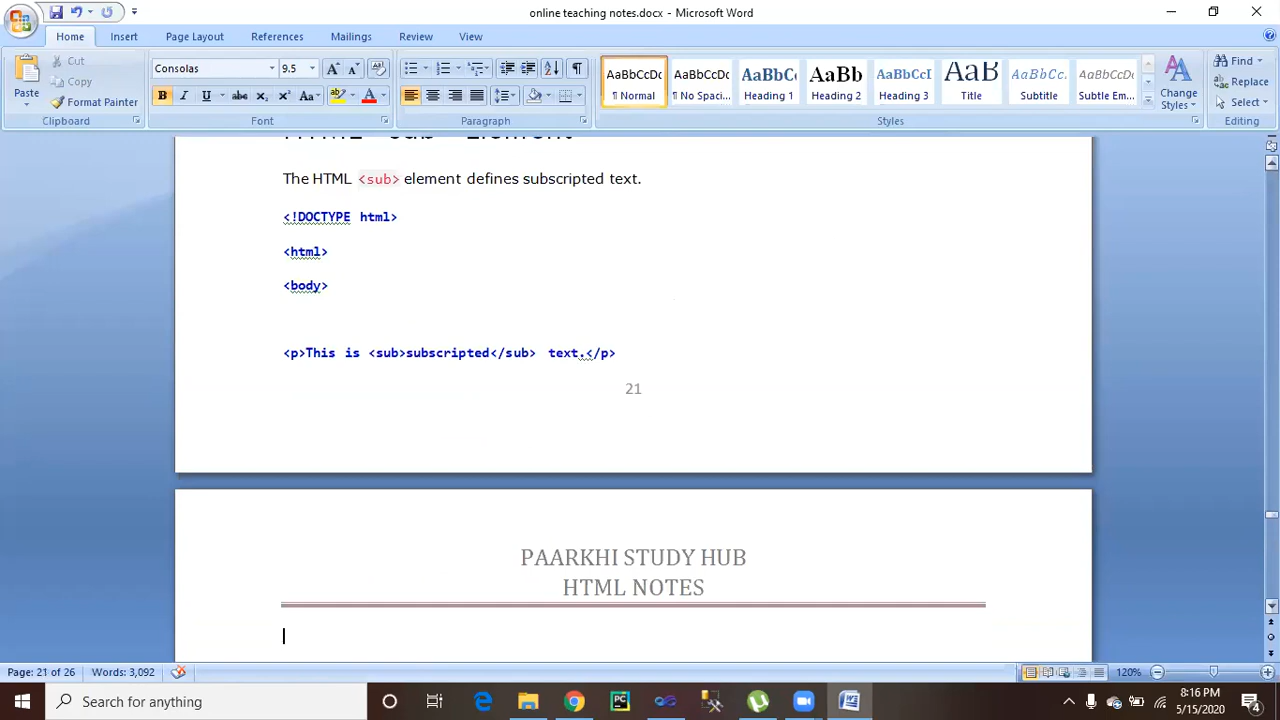 online teaching notes.docx - Microsoft Word
Home Insert Page Layout References Mailings Review View
Cut
Copy
Paste
Format Painter
Clipboard
Consolas 9.5
Font
Paragraph
AaBbCcDc AaBbCcDc AaBbCc AaBb AaBbCcI AaB AaBbCc. AaBbCcDc
¶ Normal ¶ No Spaci... Heading 1 Heading 2 Heading 3 Title Subtitle Subtle Em...
Styles
Change Styles
Find
Replace
Select
Editing
The HTML <sub> element defines subscripted text.
<!DOCTYPE html>
<html>
<body>
<p>This is <sub>subscripted</sub> text.</p>
21
PAARKHI STUDY HUB
HTML NOTES
Page: 21 of 26 Words: 3,092 120%
Search for anything
8:16 PM
5/15/2020
4